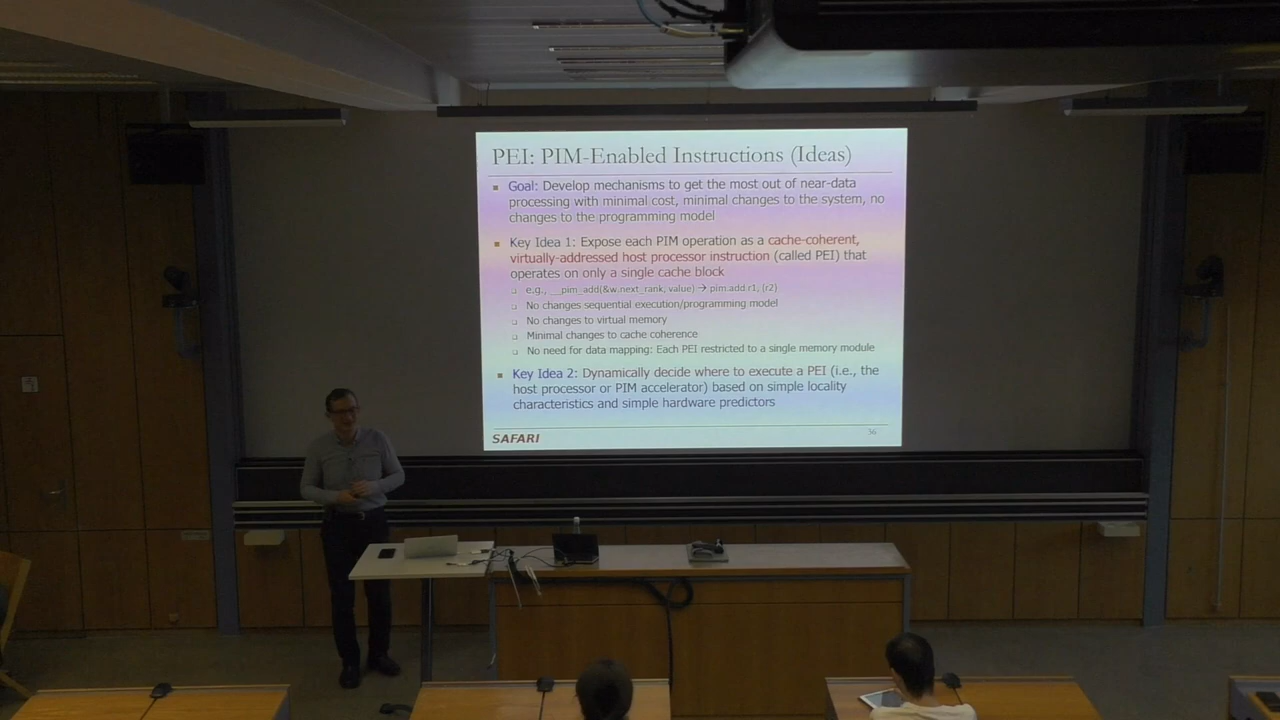 PEI: PIM-Enabled Instructions (Ideas)
Goal: Develop mechanisms to get the most out of near-data
processing with minimal cost, minimal changes to the system, no
changes to the programming model
Key Idea 1: Expose each PIM operation as a cache-coherent,
virtually-addressed host processor instruction (called PEI) that
operates on only a single cache block
e.g., __pim_add(&w.next_rank, value) → pim.add r1, (r2)
No changes sequential execution/programming model
No changes to virtual memory
Minimal changes to cache coherence
No need for data mapping: Each PEI restricted to a single memory module
Key Idea 2: Dynamically decide where to execute a PEI (i.e., the
host processor or PIM accelerator) based on simple locality
characteristics and simple hardware predictors
SAFARI
36